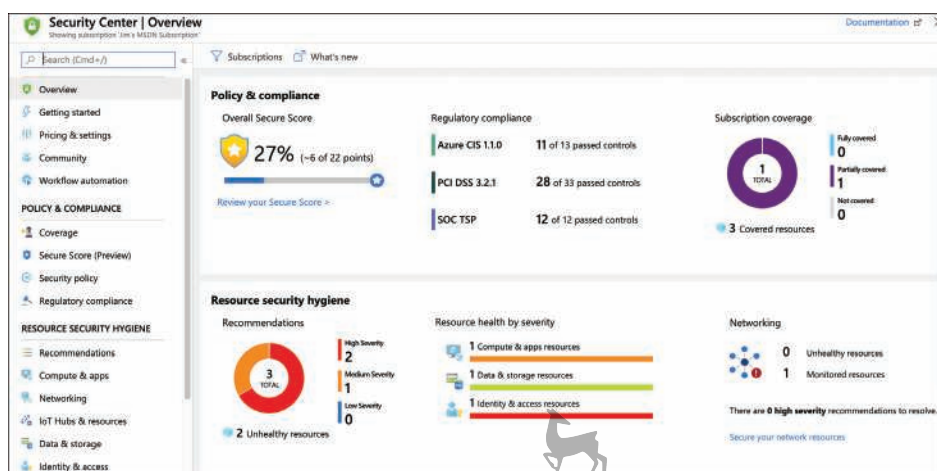 Security Center | Overview
Showing subscription 'Jim's MSDN Subscription'
Documentation
Search (Cmd+/)
«
Subscriptions
What's new
Overview
Getting started
Pricing & settings
Community
Workflow automation
POLICY & COMPLIANCE
Coverage
Secure Score (Preview)
Security policy
Regulatory compliance
RESOURCE SECURITY HYGIENE
Recommendations
Compute & apps
Networking
IoT Hubs & resources
Data & storage
Identity & access
Policy & compliance
Overall Secure Score
27% (~6 of 22 points)
Review your Secure Score >
Regulatory compliance
Azure CIS 1.1.0 11 of 13 passed controls
PCI DSS 3.2.1 28 of 33 passed controls
SOC TSP 12 of 12 passed controls
Subscription coverage
1
TOTAL
Fully covered
0
Partially covered
1
Not covered
0
3 Covered resources
Resource security hygiene
Recommendations
3
TOTAL
High Severity
2
Medium Severity
1
Low Severity
0
2 Unhealthy resources
Resource health by severity
1 Compute & apps resources
1 Data & storage resources
1 Identity & access resources
Networking
0 Unhealthy resources
1 Monitored resources
There are 0 high severity recommendations to resolve.
Secure your network resources